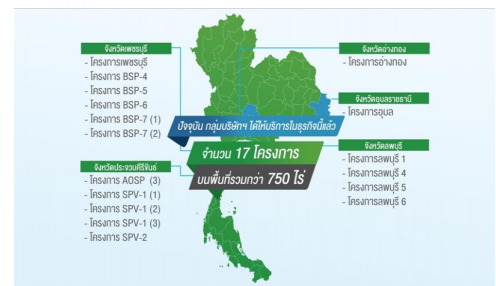 จังหวัดเพชรบุรี
- โครงการเพชรบุรี
- โครงการ BSP-4
- โครงการ BSP-5
- โครงการ BSP-6
- โครงการ BSP-7 (1)
- โครงการ BSP-7 (2)
จังหวัดประจวบคีรีขันธ์
- โครงการ AOSP (3)
- โครงการ SPV-1 (1)
- โครงการ SPV-1 (2)
- โครงการ SPV-1 (3)
- โครงการ SPV-2
ปัจจุบัน กลุ่มบริษัทฯ ได้ให้บริการในธุรกิจนี้แล้ว
จำนวน 17 โครงการ
บนพื้นที่รวมกว่า 750 ไร่
จังหวัดอ่างทอง
- โครงการอ่างทอง
จังหวัดอุบลราชธานี
- โครงการอุบล
จังหวัดลพบุรี
- โครงการลพบุรี 1
- โครงการลพบุรี 4
- โครงการลพบุรี 5
- โครงการลพบุรี 6